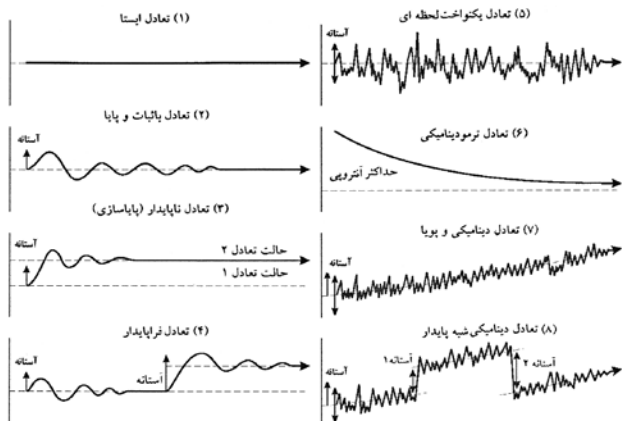 (۱) تعادل ایستا
(۲) تعادل باثبات و پایا
آستانه
(۳) تعادل ناپایدار (پایاسازی)
آستانه
حالت تعادل ۲
حالت تعادل ۱
(۴) تعادل فراپایدار
آستانه
آستانه
(۵) تعادل یکنواخت لحظه ای
آستانه
(۶) تعادل ترمودینامیکی
حداکثر آنتروپی
(۷) تعادل دینامیکی و پویا
آستانه
(۸) تعادل دینامیکی شبه پایدار
آستانه
آستانه ۱
آستانه ۲